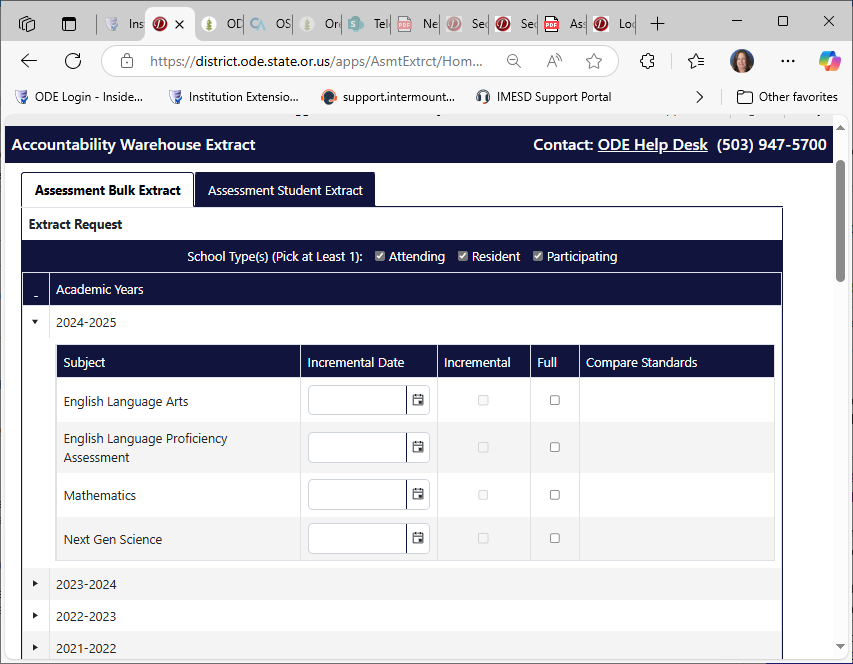 Ins
OD
OS
Or
Tel
Ne
Se
Se
As
Lo
https://district.ode.state.or.us/apps/AsmtExtrct/Hom...
ODE Login - Inside...
Institution Extensio...
support.intermount...
IMESD Support Portal
Other favorites
Accountability Warehouse Extract
Contact: ODE Help Desk (503) 947-5700
Assessment Bulk Extract
Assessment Student Extract
Extract Request
School Type(s) (Pick at Least 1): Attending Resident Participating
Academic Years
2024-2025
Subject Incremental Date Incremental Full Compare Standards
English Language Arts
English Language Proficiency
Assessment
Mathematics
Next Gen Science
2023-2024
2022-2023
2021-2022